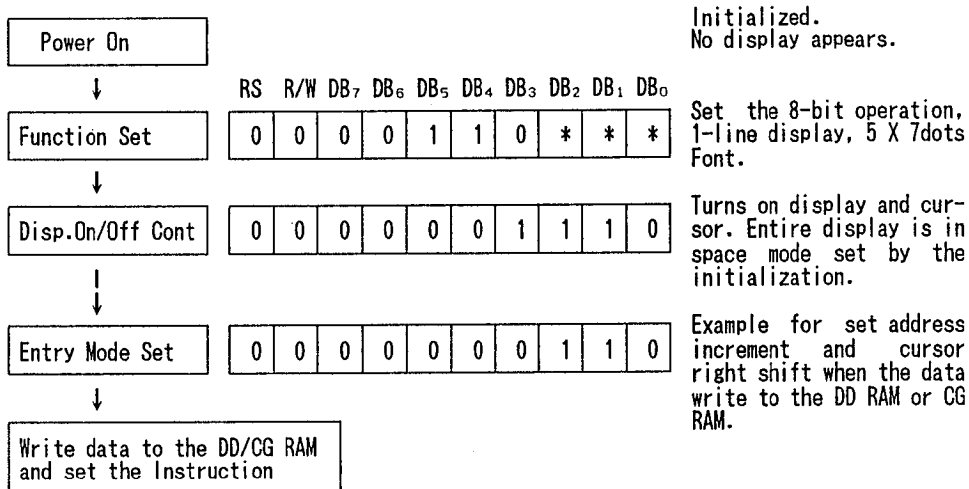 Power On
Initialized.
No display appears.
RS R/W DB₇ DB₆ DB₅ DB₄ DB₃ DB₂ DB₁ DB₀
Function Set
0 0 0 0 1 1 0 * * *
Set the 8-bit operation,
1-line display, 5 X 7dots
Font.
Disp.On/Off Cont
0 0 0 0 0 0 1 1 1 0
Turns on display and cur-
sor. Entire display is in
space mode set by the
initialization.
Entry Mode Set
0 0 0 0 0 0 0 1 1 0
Example for set address
increment and cursor
right shift when the data
write to the DD RAM or CG
RAM.
Write data to the DD/CG RAM
and set the Instruction